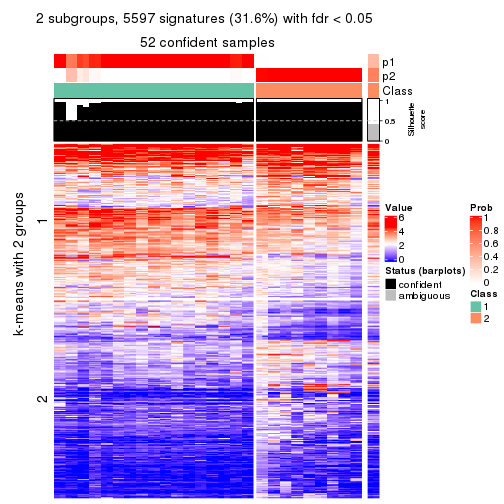 2 subgroups, 5597 signatures (31.6%) with fdr < 0.05
52 confident samples
p1
p2
Class
1
0.5
0
Silhouette
score
k-means with 2 groups
1
2
Value
6
4
2
0
Status (barplots)
confident
ambiguous
Prob
1
0.8
0.6
0.4
0.2
0
Class
1
2